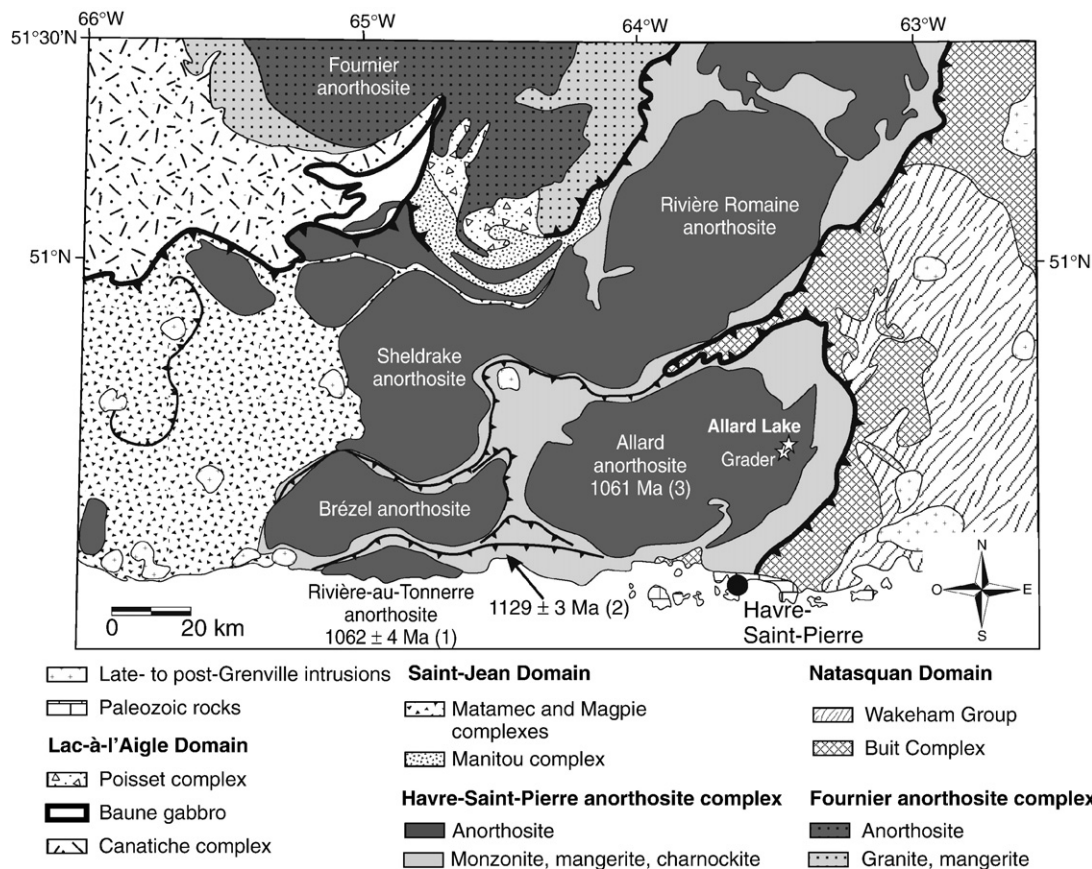 66°W
65°W
64°W
63°W
51°30'N
Fournier
anorthosite
Rivière Romaine
anorthosite
51°N
51°N
Sheldrake
anorthosite
Allard Lake
Grader
Allard
anorthosite
1061 Ma (3)
Brézel anorthosite
Rivière-au-Tonnerre
anorthosite
1062 ± 4 Ma (1)
1129 ± 3 Ma (2)
Havre-
Saint-Pierre
N
O
E
S
0 20 km
Late- to post-Grenville intrusions
Paleozoic rocks
Lac-à-l'Aigle Domain
Poisset complex
Baune gabbro
Canatiche complex
Saint-Jean Domain
Matamec and Magpie
complexes
Manitou complex
Havre-Saint-Pierre anorthosite complex
Anorthosite
Monzonite, mangerite, charnockite
Natasquan Domain
Wakeham Group
Buit Complex
Fournier anorthosite complex
Anorthosite
Granite, mangerite